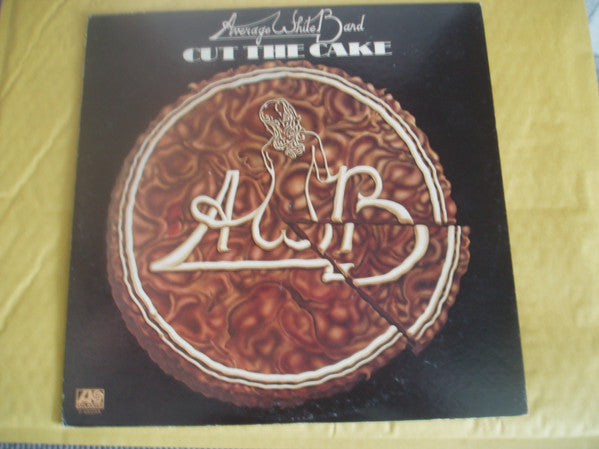 Average White Band
CUT THE CAKE
AWB